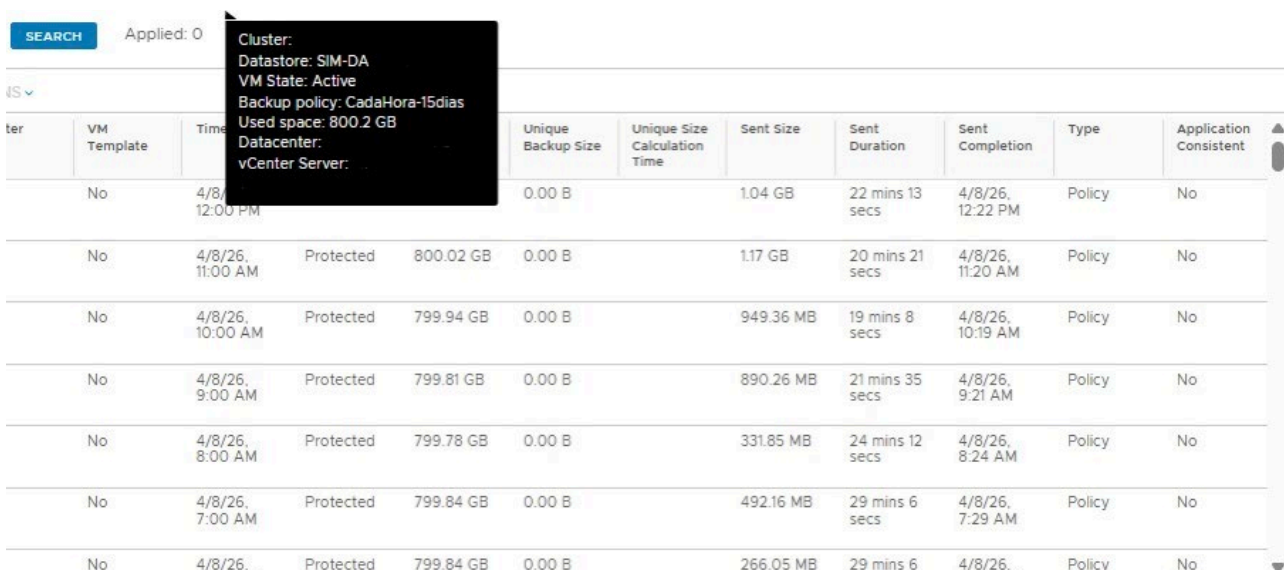 SEARCH Applied: 0
Cluster:
Datastore: SIM-DA
VM State: Active
Backup policy: CadaHora-15dias
Used space: 800.2 GB
Datacenter:
vCenter Server:
NS
ter VM Template Time Unique Backup Size Unique Size Calculation Time Sent Size Sent Duration Sent Completion Type Application Consistent
No 4/8/ 12:00 PM 0.00 B 1.04 GB 22 mins 13 secs 4/8/26, 12:22 PM Policy No
No 4/8/26, 11:00 AM Protected 800.02 GB 0.00 B 1.17 GB 20 mins 21 secs 4/8/26, 11:20 AM Policy No
No 4/8/26, 10:00 AM Protected 799.94 GB 0.00 B 949.36 MB 19 mins 8 secs 4/8/26, 10:19 AM Policy No
No 4/8/26, 9:00 AM Protected 799.81 GB 0.00 B 890.26 MB 21 mins 35 secs 4/8/26, 9:21 AM Policy No
No 4/8/26, 8:00 AM Protected 799.78 GB 0.00 B 331.85 MB 24 mins 12 secs 4/8/26, 8:24 AM Policy No
No 4/8/26, 7:00 AM Protected 799.84 GB 0.00 B 492.16 MB 29 mins 6 secs 4/8/26, 7:29 AM Policy No
No 4/8/26, Protected 799.84 GB 0.00 B 266.05 MB 29 mins 6 4/8/26, Policy No